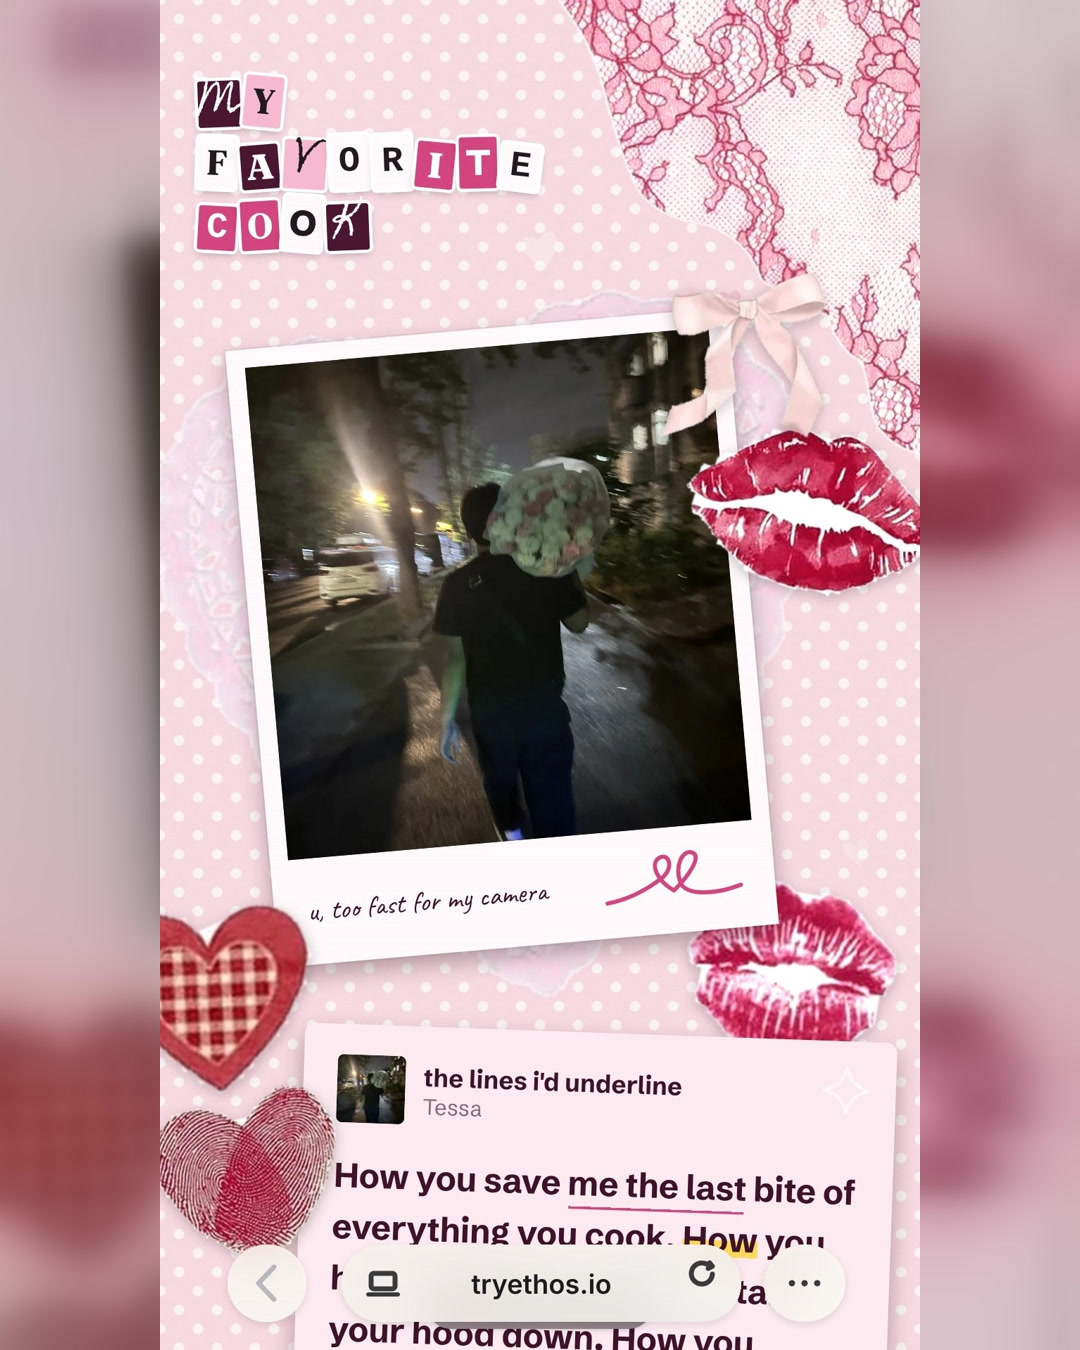 MY
FAVORITE
COOK
u, too fast for my camera
the lines i'd underline
Tessa
How you save me the last bite of
everything you cook. How you
h
ta
your hood down. How you
tryethos.io